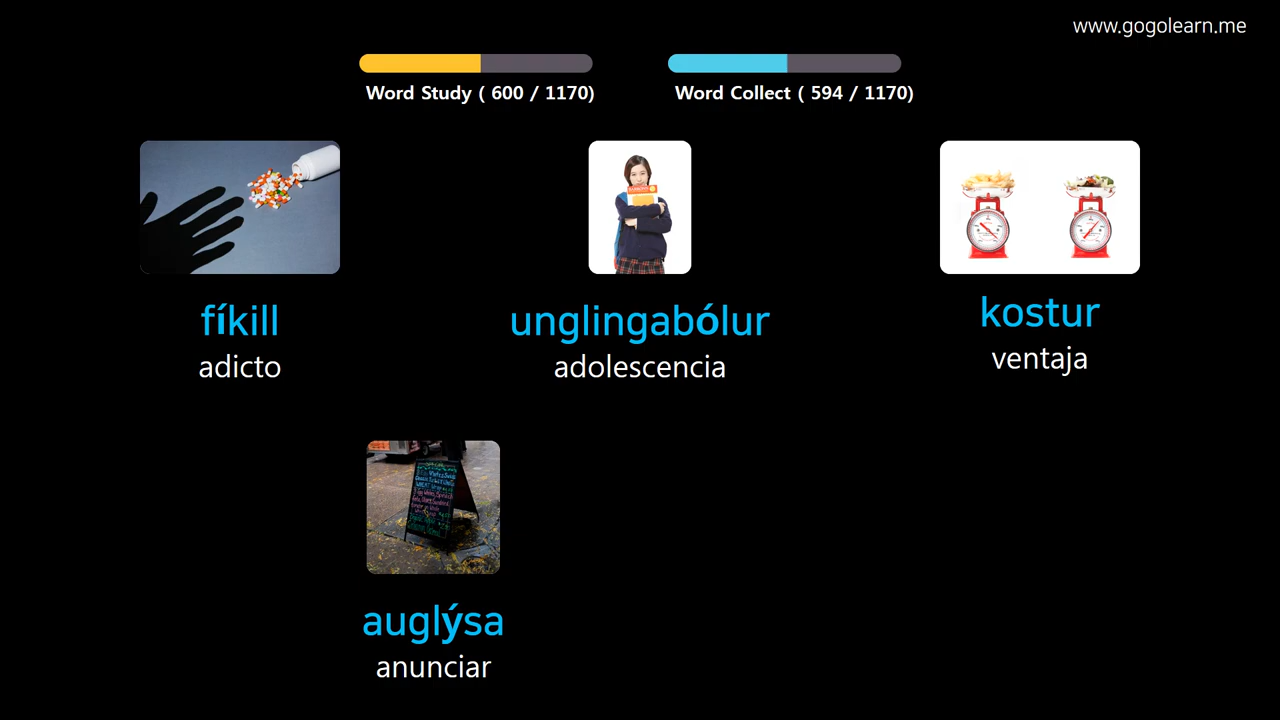 www.gogolearn.me
Word Study ( 600 / 1170)
Word Collect ( 594 / 1170)
fíkill
adicto
unglingabólur
adolescencia
kostur
ventaja
auglýsa
anunciar